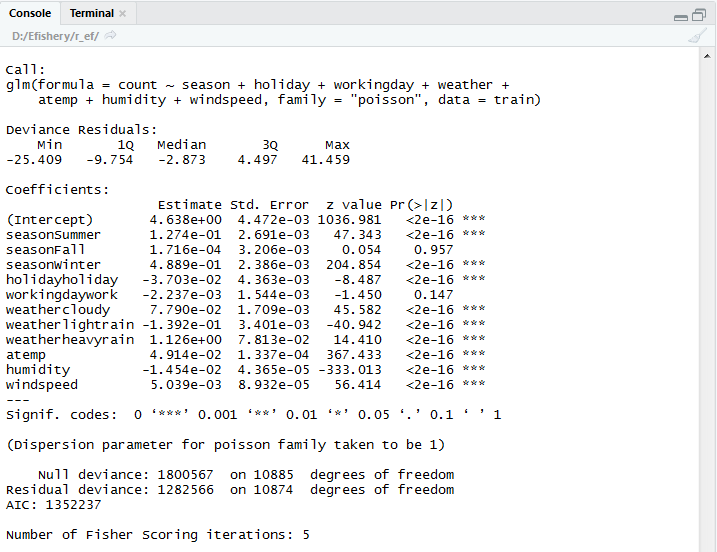 Console Terminal ×
D:/Efishery/r_ef/
Call:
glm(formula = count ~ season + holiday + workingday + weather +
    atemp + humidity + windspeed, family = "poisson", data = train)
Deviance Residuals:
    Min      1Q  Median      3Q     Max
-25.409  -9.754  -2.873   4.497  41.459
Coefficients:
                   Estimate Std. Error  z value Pr(>|z|)
(Intercept)       4.638e+00  4.472e-03 1036.981   <2e-16 ***
seasonSummer      1.274e-01  2.691e-03   47.343   <2e-16 ***
seasonFall        1.716e-04  3.206e-03    0.054    0.957
seasonWinter      4.889e-01  2.386e-03  204.854   <2e-16 ***
holidayholiday   -3.703e-02  4.363e-03   -8.487   <2e-16 ***
workingdaywork   -2.237e-03  1.544e-03   -1.450    0.147
weathercloudy     7.790e-02  1.709e-03   45.582   <2e-16 ***
weatherlightrain -1.392e-01  3.401e-03  -40.942   <2e-16 ***
weatherheavyrain  1.126e+00  7.813e-02   14.410   <2e-16 ***
atemp             4.914e-02  1.337e-04  367.433   <2e-16 ***
humidity         -1.454e-02  4.365e-05 -333.013   <2e-16 ***
windspeed         5.039e-03  8.932e-05   56.414   <2e-16 ***
---
Signif. codes:  0 ‘***’ 0.001 ‘**’ 0.01 ‘*’ 0.05 ‘.’ 0.1 ‘ ’ 1
(Dispersion parameter for poisson family taken to be 1)
    Null deviance: 1800567  on 10885  degrees of freedom
Residual deviance: 1282566  on 10874  degrees of freedom
AIC: 1352237
Number of Fisher Scoring iterations: 5